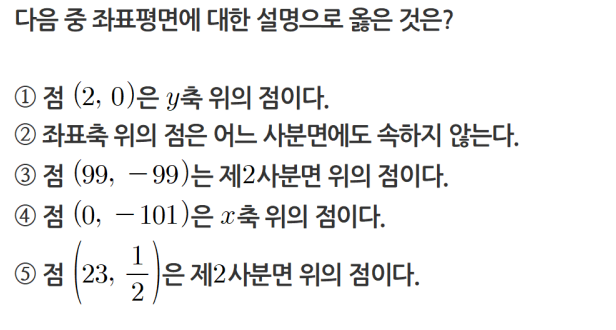 다음 중 좌표평면에 대한 설명으로 옳은 것은?
① 점 (2, 0)은 y축 위의 점이다.
② 좌표축 위의 점은 어느 사분면에도 속하지 않는다.
③ 점 (99, −99)는 제2사분면 위의 점이다.
④ 점 (0, −101)은 x축 위의 점이다.
⑤ 점 (23, 1/2)은 제2사분면 위의 점이다.